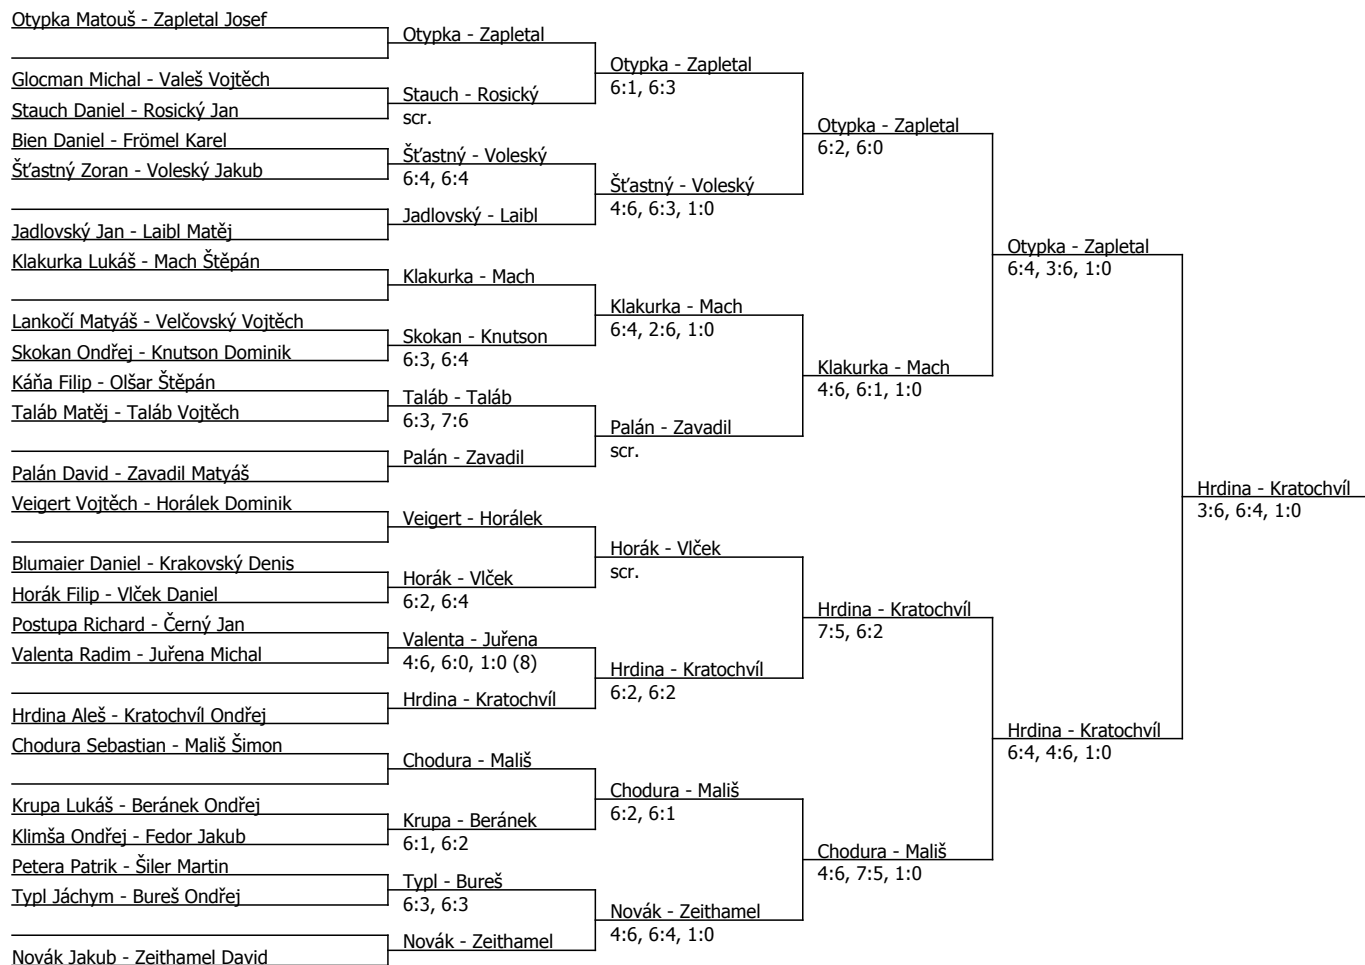 Otypka Matouš - Zapletal Josef
Glocman Michal - Valeš Vojtěch
Stauch Daniel - Rosický Jan
Bien Daniel - Frömel Karel
Šťastný Zoran - Voleský Jakub
Jadlovský Jan - Laibl Matěj
Klakurka Lukáš - Mach Štěpán
Lankočí Matyáš - Velčovský Vojtěch
Skokan Ondřej - Knutson Dominik
Káňa Filip - Olšar Štěpán
Taláb Matěj - Taláb Vojtěch
Palán David - Zavadil Matyáš
Veigert Vojtěch - Horálek Dominik
Blumaier Daniel - Krakovský Denis
Horák Filip - Vlček Daniel
Postupa Richard - Černý Jan
Valenta Radim - Juřena Michal
Hrdina Aleš - Kratochvíl Ondřej
Chodura Sebastian - Mališ Šimon
Krupa Lukáš - Beránek Ondřej
Klimša Ondřej - Fedor Jakub
Petera Patrik - Šiler Martin
Typl Jáchym - Bureš Ondřej
Novák Jakub - Zeithamel David
Otypka - Zapletal
Stauch - Rosický
scr.
Šťastný - Voleský
6:4, 6:4
Jadlovský - Laibl
Klakurka - Mach
Skokan - Knutson
6:3, 6:4
Taláb - Taláb
6:3, 7:6
Palán - Zavadil
Veigert - Horálek
Horák - Vlček
6:2, 6:4
Valenta - Juřena
4:6, 6:0, 1:0 (8)
Hrdina - Kratochvíl
Chodura - Mališ
Krupa - Beránek
6:1, 6:2
Typl - Bureš
6:3, 6:3
Novák - Zeithamel
Otypka - Zapletal
6:1, 6:3
Šťastný - Voleský
4:6, 6:3, 1:0
Klakurka - Mach
6:4, 2:6, 1:0
Palán - Zavadil
scr.
Horák - Vlček
scr.
Hrdina - Kratochvíl
6:2, 6:2
Chodura - Mališ
6:2, 6:1
Novák - Zeithamel
4:6, 6:4, 1:0
Otypka - Zapletal
6:2, 6:0
Klakurka - Mach
4:6, 6:1, 1:0
Hrdina - Kratochvíl
7:5, 6:2
Chodura - Mališ
4:6, 7:5, 1:0
Otypka - Zapletal
6:4, 3:6, 1:0
Hrdina - Kratochvíl
6:4, 4:6, 1:0
Hrdina - Kratochvíl
3:6, 6:4, 1:0